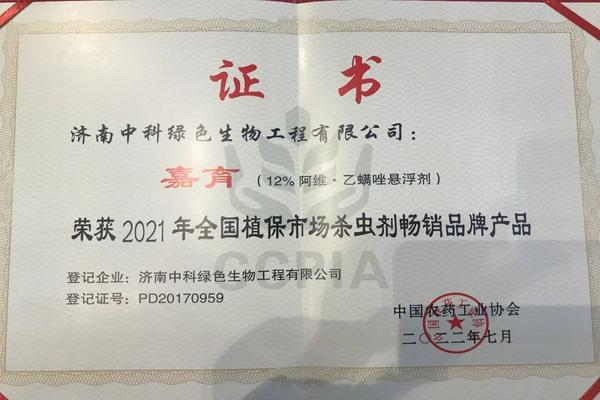 证书
济南中科绿色生物工程有限公司：
嘉育（12% 阿维·乙螨唑悬浮剂）
荣获 2021 年全国植保市场杀虫剂畅销品牌产品
登记企业：济南中科绿色生物工程有限公司
登记证号：PD20170959
CCPIA
中国农药工业协会
二〇二二年七月